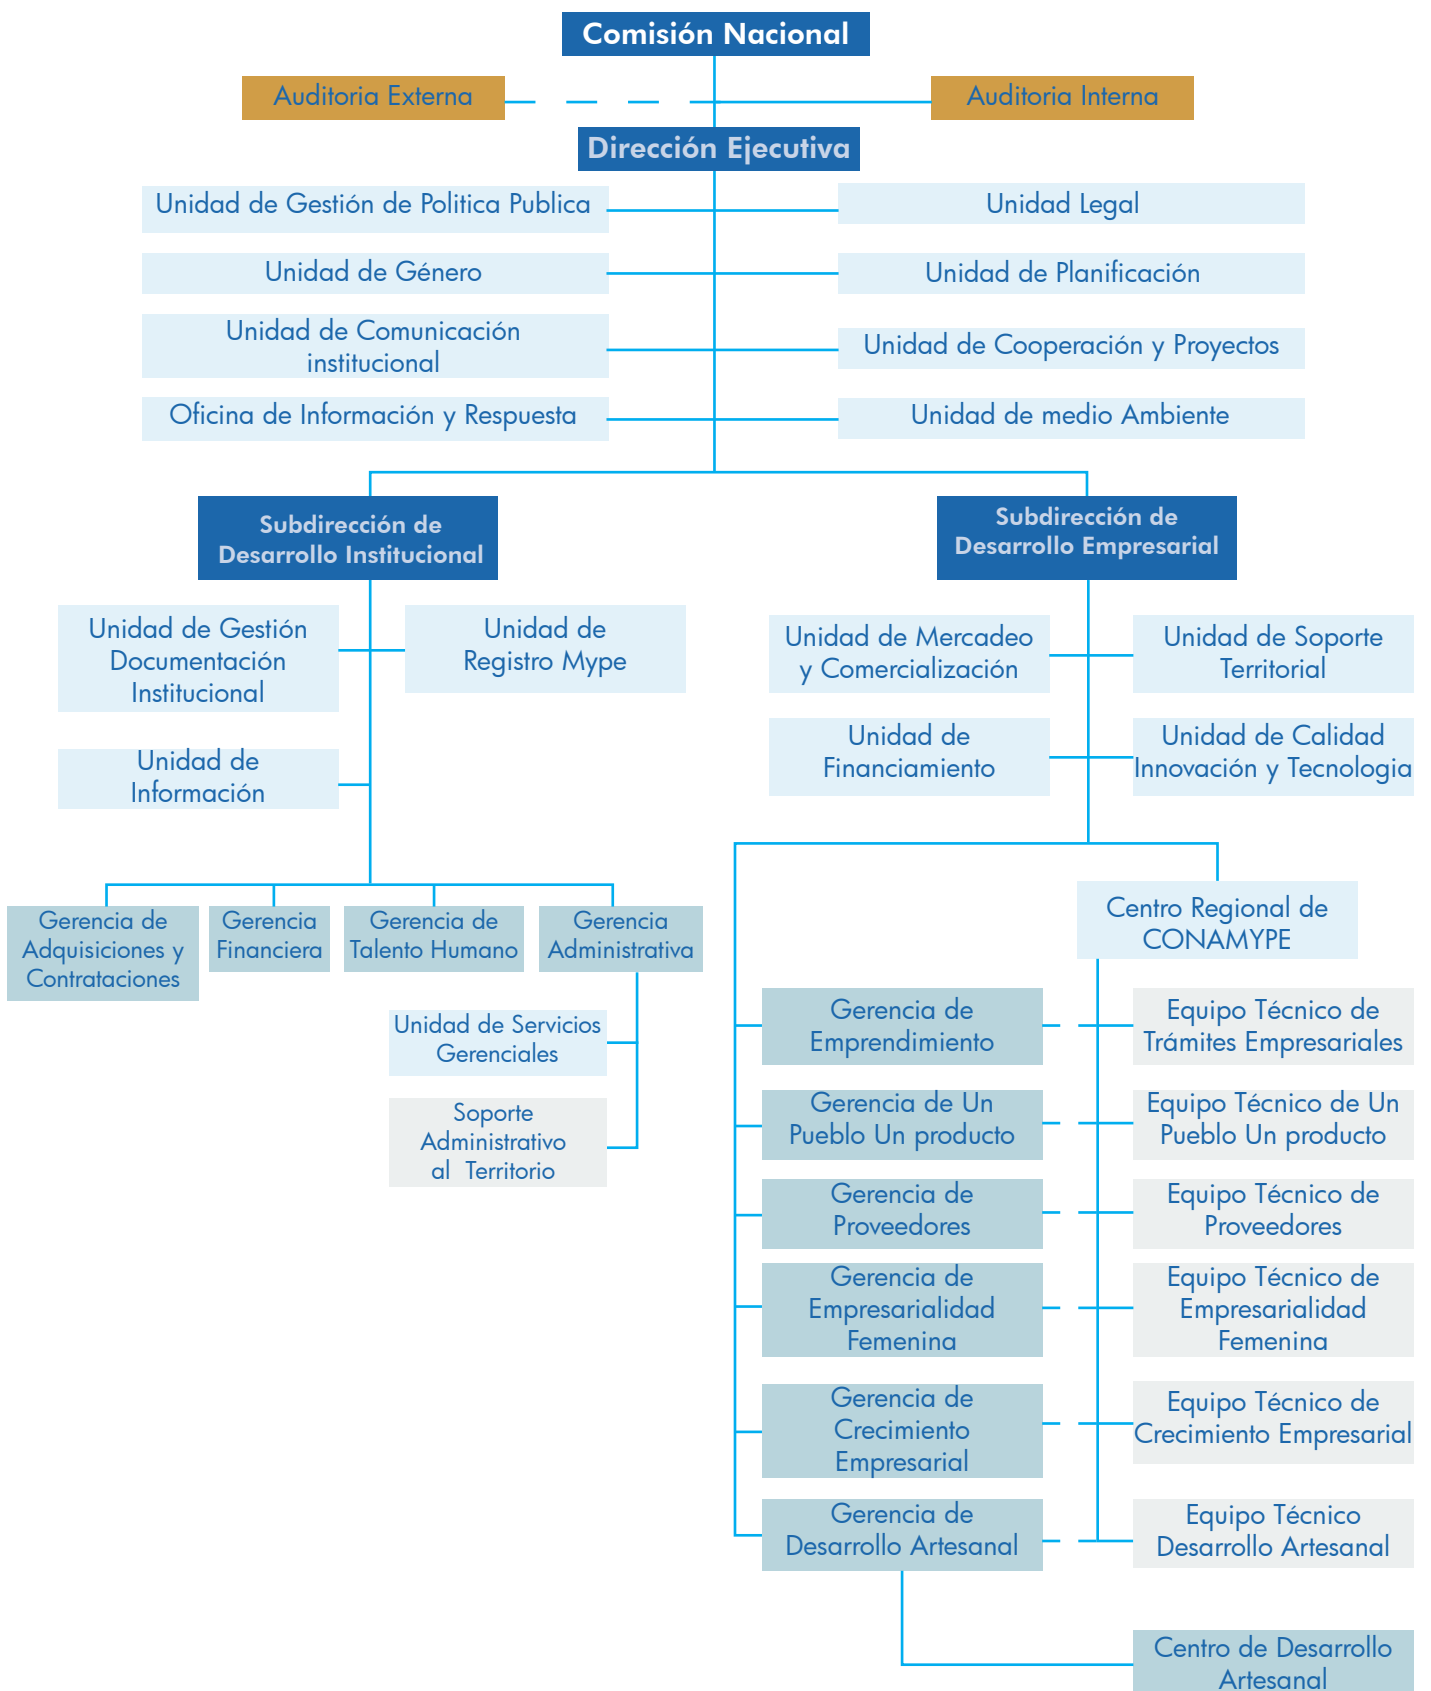 Comisión Nacional
Auditoria Externa
Auditoria Interna
Dirección Ejecutiva
Unidad de Gestión de Politica Publica
Unidad Legal
Unidad de Género
Unidad de Planificación
Unidad de Comunicación
institucional
Unidad de Cooperación y Proyectos
Oficina de Información y Respuesta
Unidad de medio Ambiente
Subdirección de
Desarrollo Institucional
Subdirección de
Desarrollo Empresarial
Unidad de Gestión
Documentación
Institucional
Unidad de
Registro Mype
Unidad de
Información
Unidad de Mercadeo
y Comercialización
Unidad de Soporte
Territorial
Unidad de
Financiamiento
Unidad de Calidad
Innovación y Tecnologia
Gerencia de
Adquisiciones y
Contrataciones
Gerencia
Financiera
Gerencia de
Talento Humano
Gerencia
Administrativa
Unidad de Servicios
Gerenciales
Soporte
Administrativo
al Territorio
Centro Regional de
CONAMYPE
Gerencia de
Emprendimiento
Equipo Técnico de
Trámites Empresariales
Gerencia de Un
Pueblo Un producto
Equipo Técnico de Un
Pueblo Un producto
Gerencia de
Proveedores
Equipo Técnico de
Proveedores
Gerencia de
Empresarialidad
Femenina
Equipo Técnico de
Empresarialidad
Femenina
Gerencia de
Crecimiento
Empresarial
Equipo Técnico de
Crecimiento Empresarial
Gerencia de
Desarrollo Artesanal
Equipo Técnico
Desarrollo Artesanal
Centro de Desarrollo
Artesanal